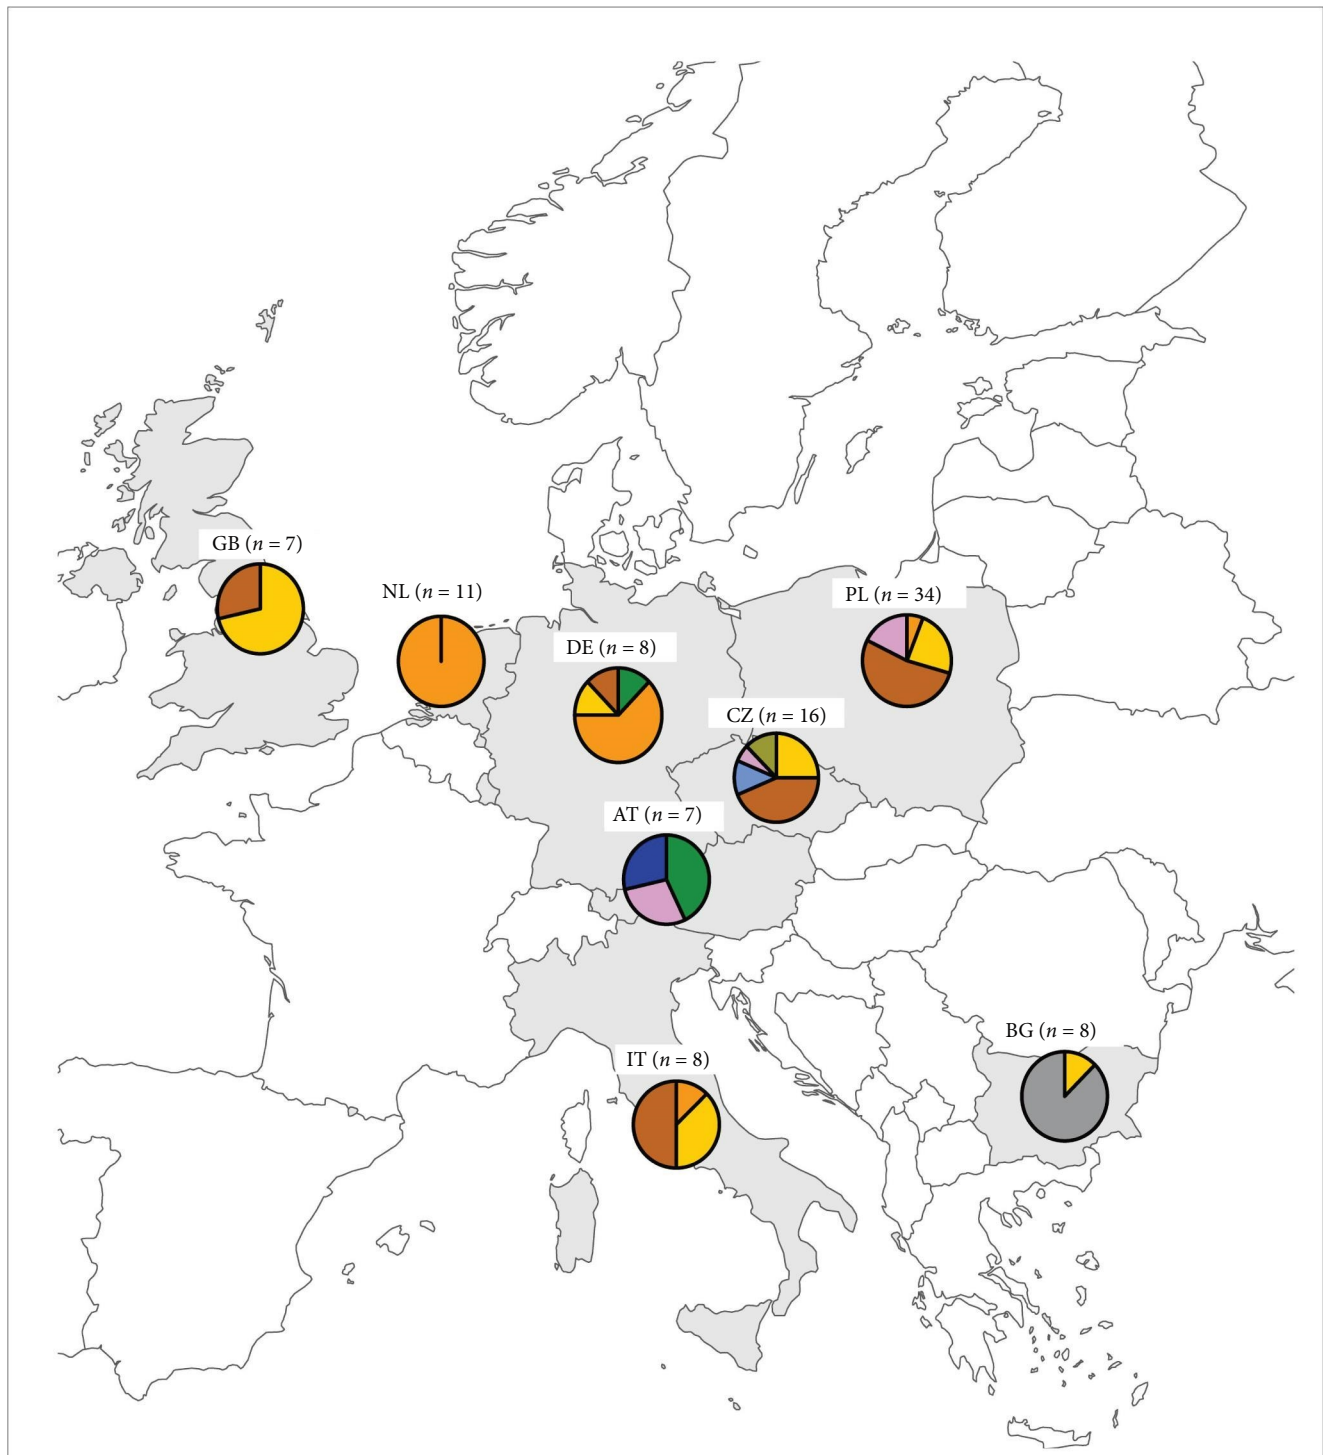 GB (n = 7)
NL (n = 11)
PL (n = 34)
DE (n = 8)
CZ (n = 16)
AT (n = 7)
BG (n = 8)
IT (n = 8)